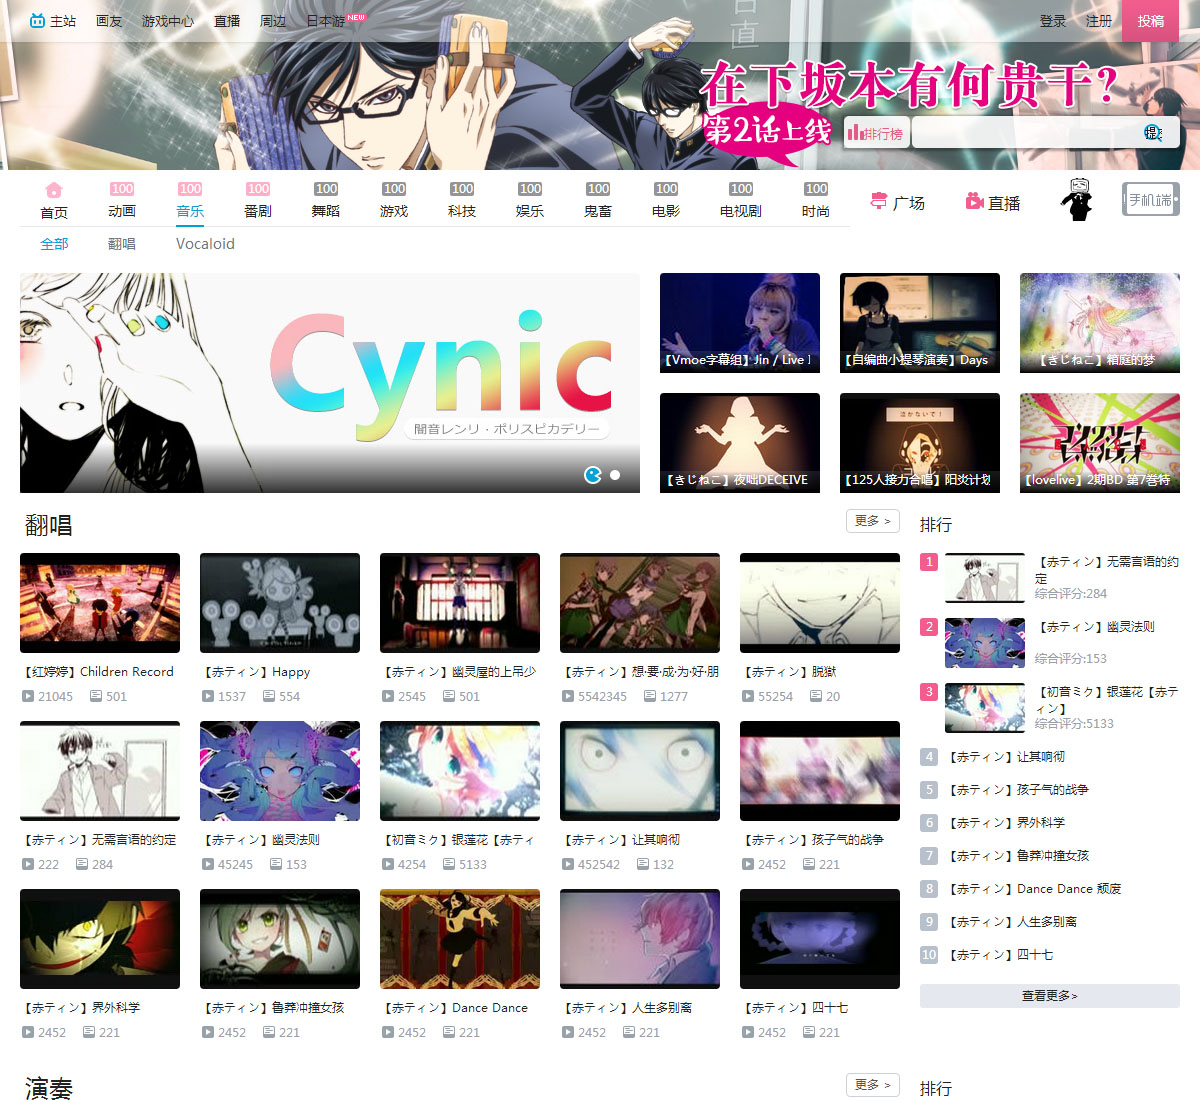 主站 画友 游戏中心 直播 周边 日本游 NEW 登录 注册 投稿
在下坂本有何贵干?
第2话上线
排行榜
100 100 100 100 100 100 100 100 100 100 100
首页 动画 音乐 番剧 舞蹈 游戏 科技 娱乐 鬼畜 电影 电视剧 时尚 广场 直播 手机端
全部 翻唱 Vocaloid
Cynic
闇音レンリ・ポリスピカデリー
【Vmoe字幕组】Jin / Live
【自编曲小提琴演奏】Days
【きじねこ】箱庭的梦
【きじねこ】夜咄DECEIVE
泣かないで!
【125人接力合唱】阳炎计划
【lovelive】2期BD 第7巻特
翻唱 更多 >
【红婷婷】Children Record
21045 501
【赤ティン】Happy
1537 554
【赤ティン】幽灵屋的上吊少
2545 501
【赤ティン】想·要·成·为·好·朋
5542345 1277
【赤ティン】脱獄
55254 20
【赤ティン】无需言语的约定
222 284
【赤ティン】幽灵法则
45245 153
【初音ミク】银莲花【赤ティ
4254 5133
【赤ティン】让其响彻
452542 132
【赤ティン】孩子气的战争
2452 221
【赤ティン】界外科学
2452 221
【赤ティン】魯莽冲撞女孩
2452 221
【赤ティン】Dance Dance
2452 221
【赤ティン】人生多别离
2452 221
【赤ティン】四十七
2452 221
排行
1 【赤ティン】无需言语的约
定
综合评分:284
2 【赤ティン】幽灵法则
综合评分:153
3 【初音ミク】银莲花【赤テ
ィン】
综合评分:5133
4 【赤ティン】让其响彻
5 【赤ティン】孩子气的战争
6 【赤ティン】界外科学
7 【赤ティン】魯莽冲撞女孩
8 【赤ティン】Dance Dance 颓废
9 【赤ティン】人生多别离
10 【赤ティン】四十七
查看更多>
演奏 更多 >
排行